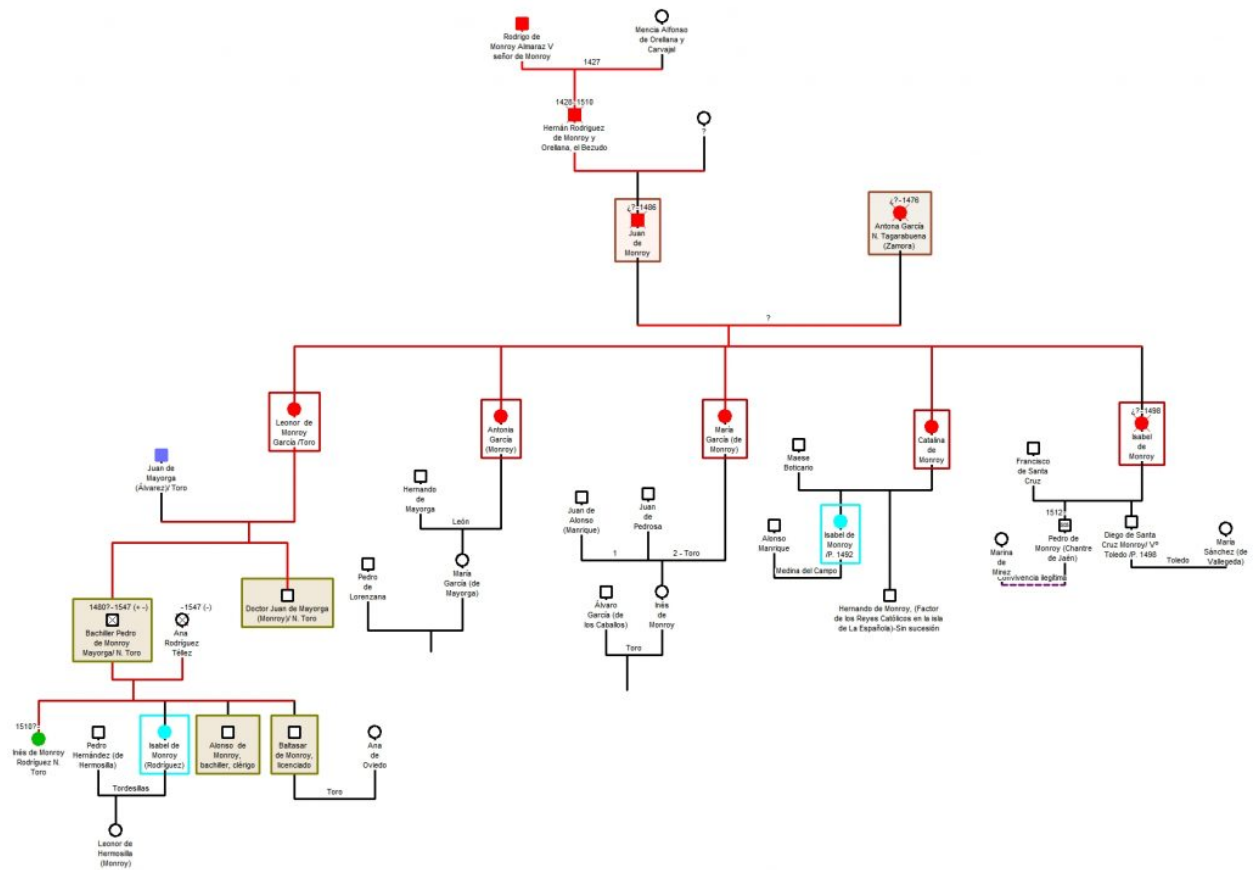 Rodrigo de
Monroy Almaraz V
señor de Monroy
Mencia Alfonso
de Orellana y
Carvajal
1427
1428-1510
Hernán Rodríguez
de Monroy y
Orellana, el Bezudo
?
¿?-1486
Juan
de
Monroy
¿?-1476
Antona García
N. Tagarabuena
(Zamora)
?
Leonor de
Monroy
García /Toro
Antonia
García
(Monroy)
María
García (de
Monroy)
Catalina
de
Monroy
¿?-1498
Isabel
de
Monroy
Juan de
Mayorga
(Álvarez)/ Toro
Hernando
de
Mayorga
León
Juan de
Alonso
(Manrique)
Juan
de
Pedrosa
1
2 - Toro
Maese
Boticario
Francisco
de Santa
Cruz
Alonso
Manrique
Isabel de
Monroy
/P. 1492
Medina del Campo
1512
Pedro de
Monroy (Chantre
de Jaén)
Marina
de
Mírez
Convivencia ilegítima
Diego de Santa
Cruz Monroy/ Vº
Toledo /P. 1498
María
Sánchez (de
Vallegeda)
Toledo
1480?-1547 (+ -)
Bachiller Pedro
de Monroy
Mayorga/ N. Toro
-1547 (-)
Ana
Rodríguez
Téllez
Doctor Juan de Mayorga
(Monroy)/ N. Toro
Pedro
de
Lorenzana
María
García (de
Mayorga)
Álvaro
García (de
los Caballos)
Inés
de
Monroy
Toro
Hernando de Monroy, (Factor
de los Reyes Católicos en la isla
de La Española)-Sin sucesión
1510?-
Inés de Monroy
Rodríguez N.
Toro
Pedro
Hernández (de
Hermosilla)
Isabel de
Monroy
(Rodríguez)
Tordesillas
Alonso de
Monroy,
bachiller, clérigo
Baltasar
de Monroy,
licenciado
Ana
de
Oviedo
Toro
Leonor de
Hermosilla
(Monroy)